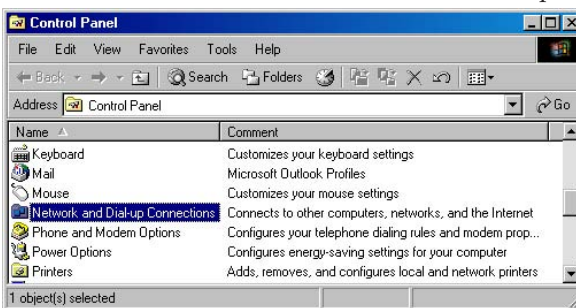 Control Panel
File Edit View Favorites Tools Help
Back Search Folders
Address Control Panel Go
Name Comment
Keyboard Customizes your keyboard settings
Mail Microsoft Outlook Profiles
Mouse Customizes your mouse settings
Network and Dial-up Connections Connects to other computers, networks, and the Internet
Phone and Modem Options Configures your telephone dialing rules and modem prop...
Power Options Configures energy-saving settings for your computer
Printers Adds, removes, and configures local and network printers
1 object(s) selected